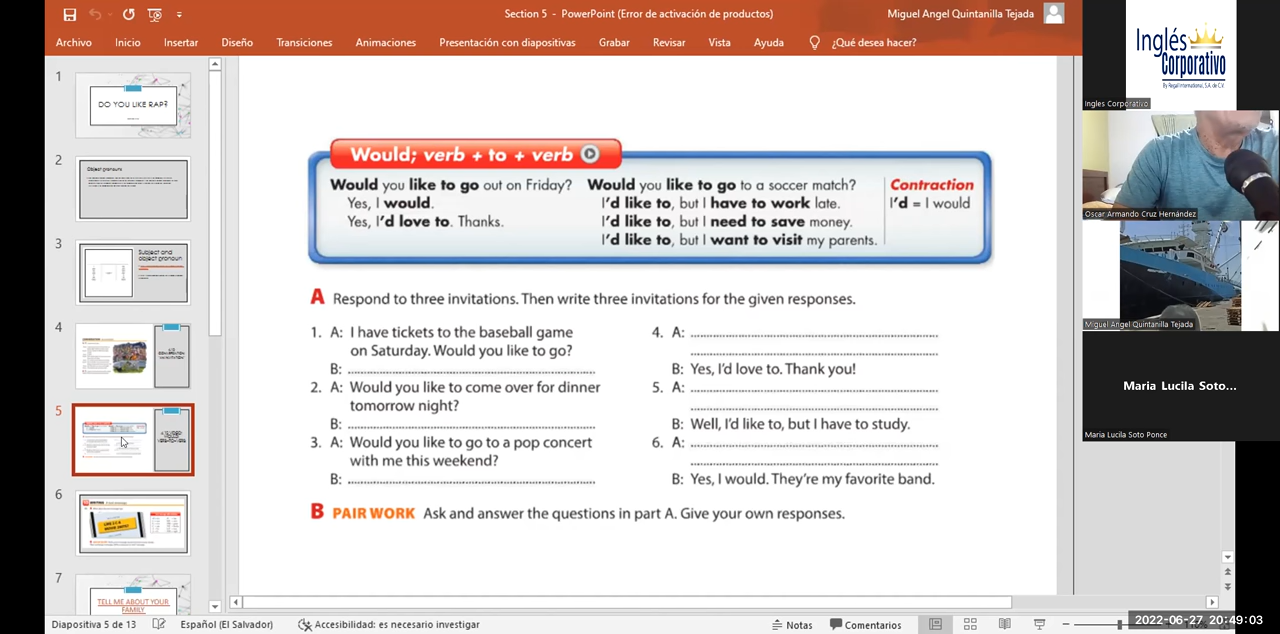 Section 5 - PowerPoint (Error de activación de productos)
Miguel Angel Quintanilla Tejada
Archivo Inicio Insertar Diseño Transiciones Animaciones Presentación con diapositivas Grabar Revisar Vista Ayuda ¿Qué desea hacer?
1
DO YOU LIKE RAP?
2
Object pronouns
3
Subject and
object pronoun
4
5
6
7
TELL ME ABOUT YOUR
FAMILY
Would; verb + to + verb
Would you like to go out on Friday?
Yes, I would.
Yes, I'd love to. Thanks.
Would you like to go to a soccer match?
I'd like to, but I have to work late.
I'd like to, but I need to save money.
I'd like to, but I want to visit my parents.
Contraction
I'd = I would
A Respond to three invitations. Then write three invitations for the given responses.
1. A: I have tickets to the baseball game
on Saturday. Would you like to go?
B:
2. A: Would you like to come over for dinner
tomorrow night?
B:
3. A: Would you like to go to a pop concert
with me this weekend?
B:
4. A:
B: Yes, I'd love to. Thank you!
5. A:
B: Well, I'd like to, but I have to study.
6. A:
B: Yes, I would. They're my favorite band.
B PAIR WORK Ask and answer the questions in part A. Give your own responses.
Inglés
Corporativo
By Regal International, S.A. de C.V.
Ingles Corporativo
Oscar Armando Cruz Hernández
Miguel Angel Quintanilla Tejada
Maria Lucila Soto...
Maria Lucila Soto Ponce
Diapositiva 5 de 13 Español (El Salvador) Accesibilidad: es necesario investigar Notas Comentarios
2022-06-27 20:49:03